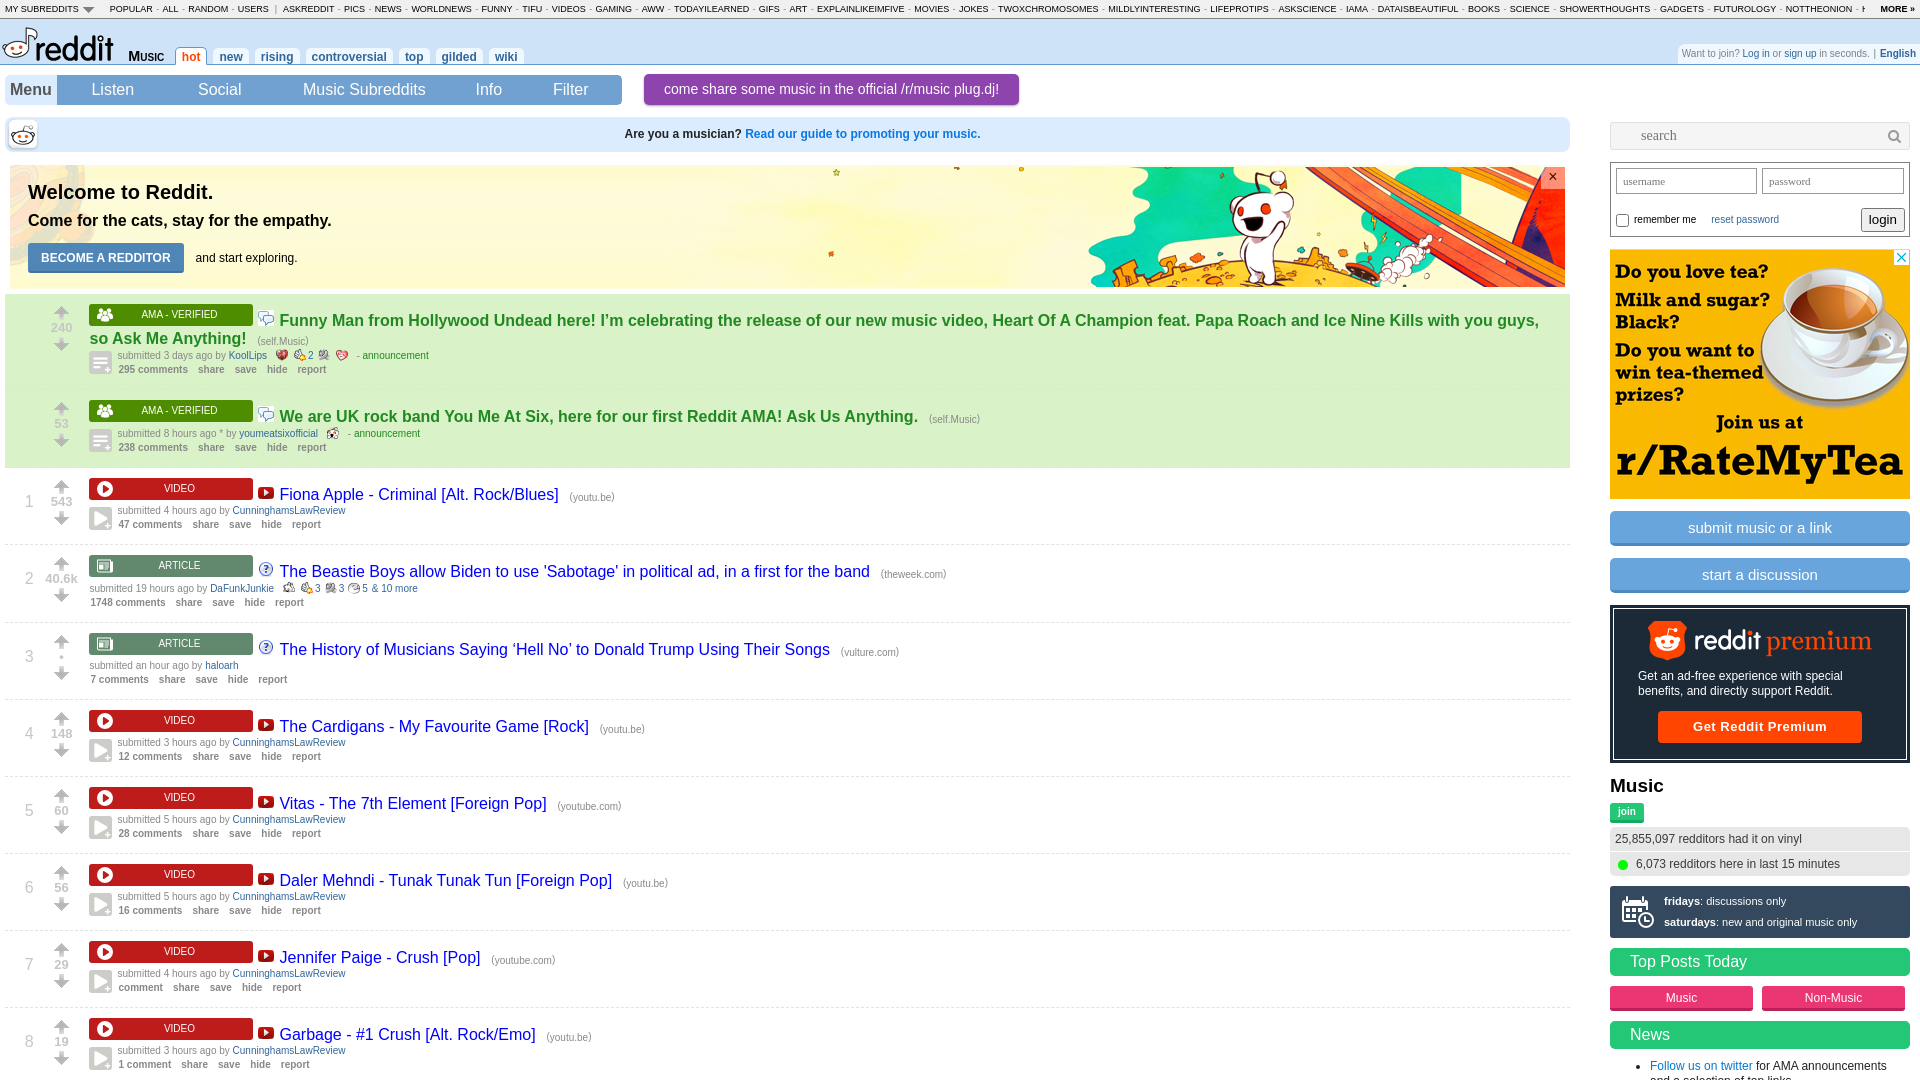 MY SUBREDDITS POPULAR - ALL - RANDOM - USERS | ASKREDDIT - PICS - NEWS - WORLDNEWS - FUNNY - TIFU - VIDEOS - GAMING - AWW - TODAYILEARNED - GIFS - ART - EXPLAINLIKEIMFIVE - MOVIES - JOKES - TWOXCHROMOSOMES - MILDLYINTERESTING - LIFEPROTIPS - ASKSCIENCE - IAMA - DATAISBEAUTIFUL - BOOKS - SCIENCE - SHOWERTHOUGHTS - GADGETS - FUTUROLOGY - NOTTHEONION - MORE »
reddit Music hot new rising controversial top gilded wiki
Want to join? Log in or sign up in seconds. | English
Menu Listen Social Music Subreddits Info Filter
come share some music in the official /r/music plug.dj!
Are you a musician? Read our guide to promoting your music.
Welcome to Reddit.
Come for the cats, stay for the empathy.
BECOME A REDDITOR and start exploring.
×
240
AMA - VERIFIED
Funny Man from Hollywood Undead here! I’m celebrating the release of our new music video, Heart Of A Champion feat. Papa Roach and Ice Nine Kills with you guys,
so Ask Me Anything! (self.Music)
submitted 3 days ago by KoolLips 2 - announcement
295 comments share save hide report
53
AMA - VERIFIED
We are UK rock band You Me At Six, here for our first Reddit AMA! Ask Us Anything. (self.Music)
submitted 8 hours ago * by youmeatsixofficial - announcement
238 comments share save hide report
1
543
VIDEO
Fiona Apple - Criminal [Alt. Rock/Blues] (youtu.be)
submitted 4 hours ago by CunninghamsLawReview
47 comments share save hide report
2
40.6k
ARTICLE
The Beastie Boys allow Biden to use 'Sabotage' in political ad, in a first for the band (theweek.com)
submitted 19 hours ago by DaFunkJunkie 3 3 5 & 10 more
1748 comments share save hide report
3
•
ARTICLE
The History of Musicians Saying ‘Hell No’ to Donald Trump Using Their Songs (vulture.com)
submitted an hour ago by haloarh
7 comments share save hide report
4
148
VIDEO
The Cardigans - My Favourite Game [Rock] (youtu.be)
submitted 3 hours ago by CunninghamsLawReview
12 comments share save hide report
5
60
VIDEO
Vitas - The 7th Element [Foreign Pop] (youtube.com)
submitted 5 hours ago by CunninghamsLawReview
28 comments share save hide report
6
56
VIDEO
Daler Mehndi - Tunak Tunak Tun [Foreign Pop] (youtu.be)
submitted 5 hours ago by CunninghamsLawReview
16 comments share save hide report
7
29
VIDEO
Jennifer Paige - Crush [Pop] (youtube.com)
submitted 4 hours ago by CunninghamsLawReview
comment share save hide report
8
19
VIDEO
Garbage - #1 Crush [Alt. Rock/Emo] (youtu.be)
submitted 3 hours ago by CunninghamsLawReview
1 comment share save hide report
search
username password
remember me reset password login
Do you love tea?
Milk and sugar?
Black?
Do you want to
win tea-themed
prizes?
Join us at
r/RateMyTea
submit music or a link
start a discussion
reddit premium
Get an ad-free experience with special
benefits, and directly support Reddit.
Get Reddit Premium
Music
join
25,855,097 redditors had it on vinyl
6,073 redditors here in last 15 minutes
fridays: discussions only
saturdays: new and original music only
Top Posts Today
Music Non-Music
News
Follow us on twitter for AMA announcements
and a selection of top links